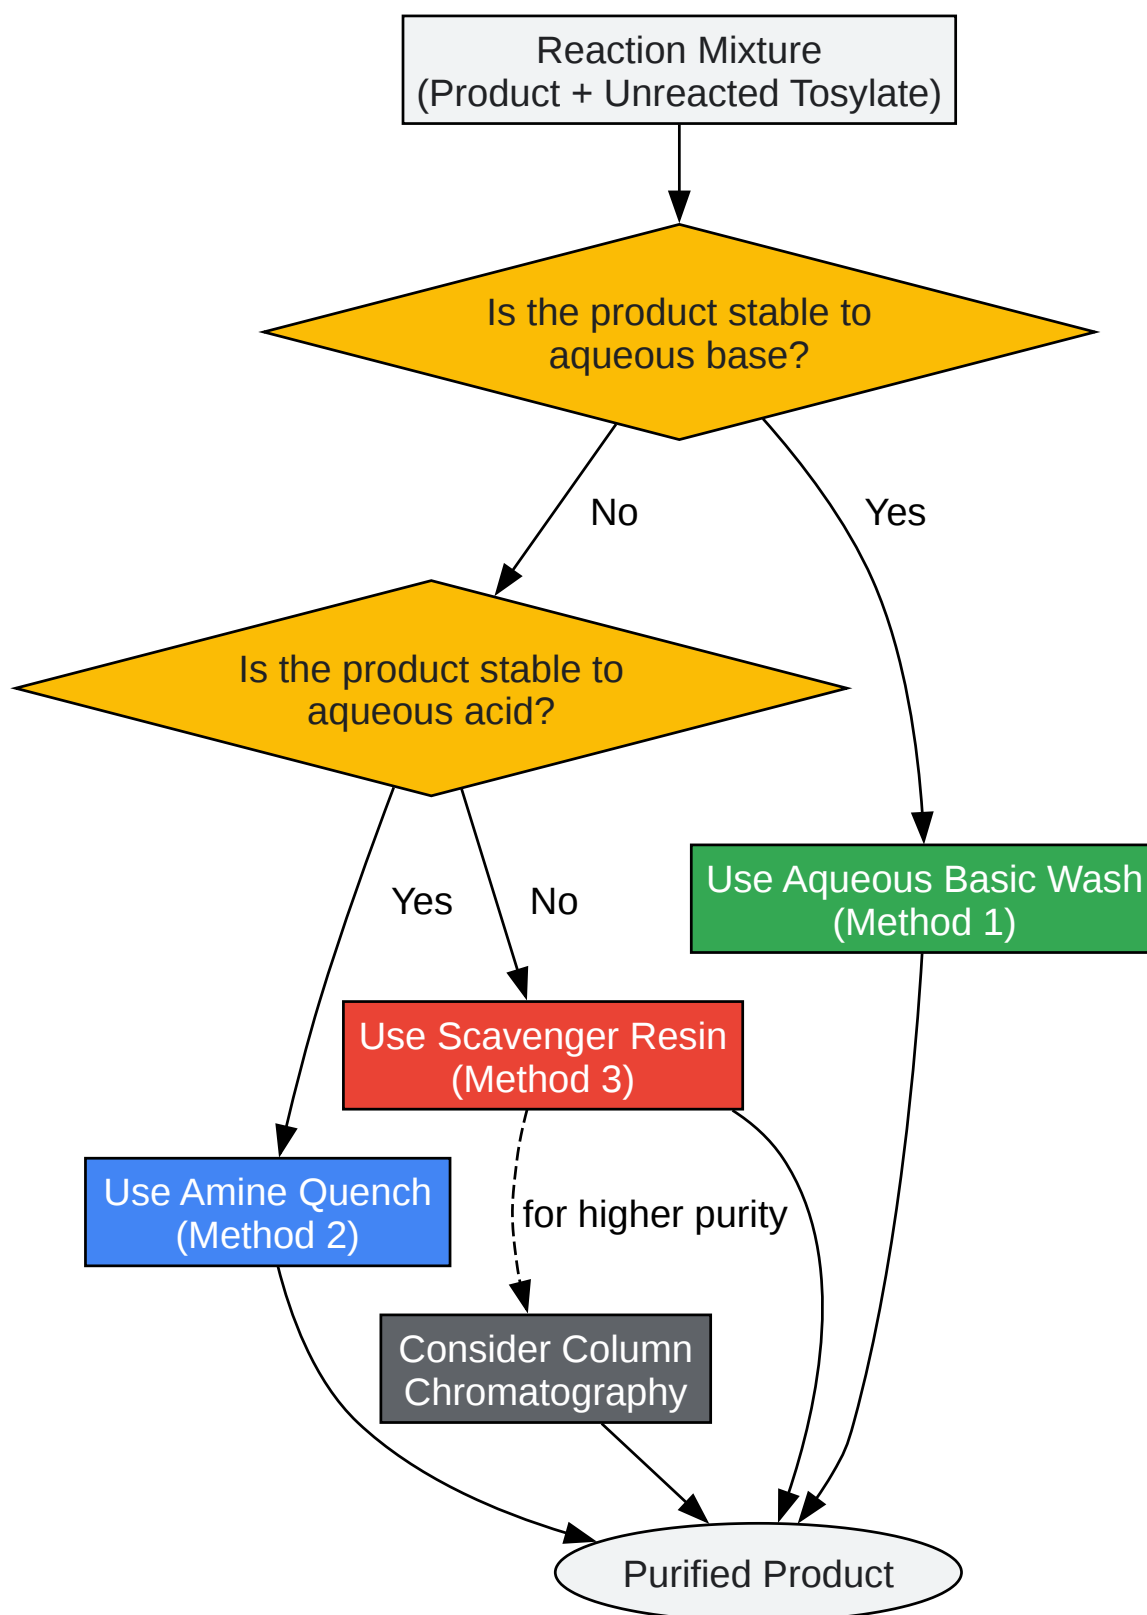 Reaction Mixture
(Product + Unreacted Tosylate)
Is the product stable to
aqueous base?
No
Yes
Is the product stable to
aqueous acid?
Use Aqueous Basic Wash
(Method 1)
Yes
No
Use Scavenger Resin
(Method 3)
Use Amine Quench
(Method 2)
for higher purity
Consider Column
Chromatography
Purified Product